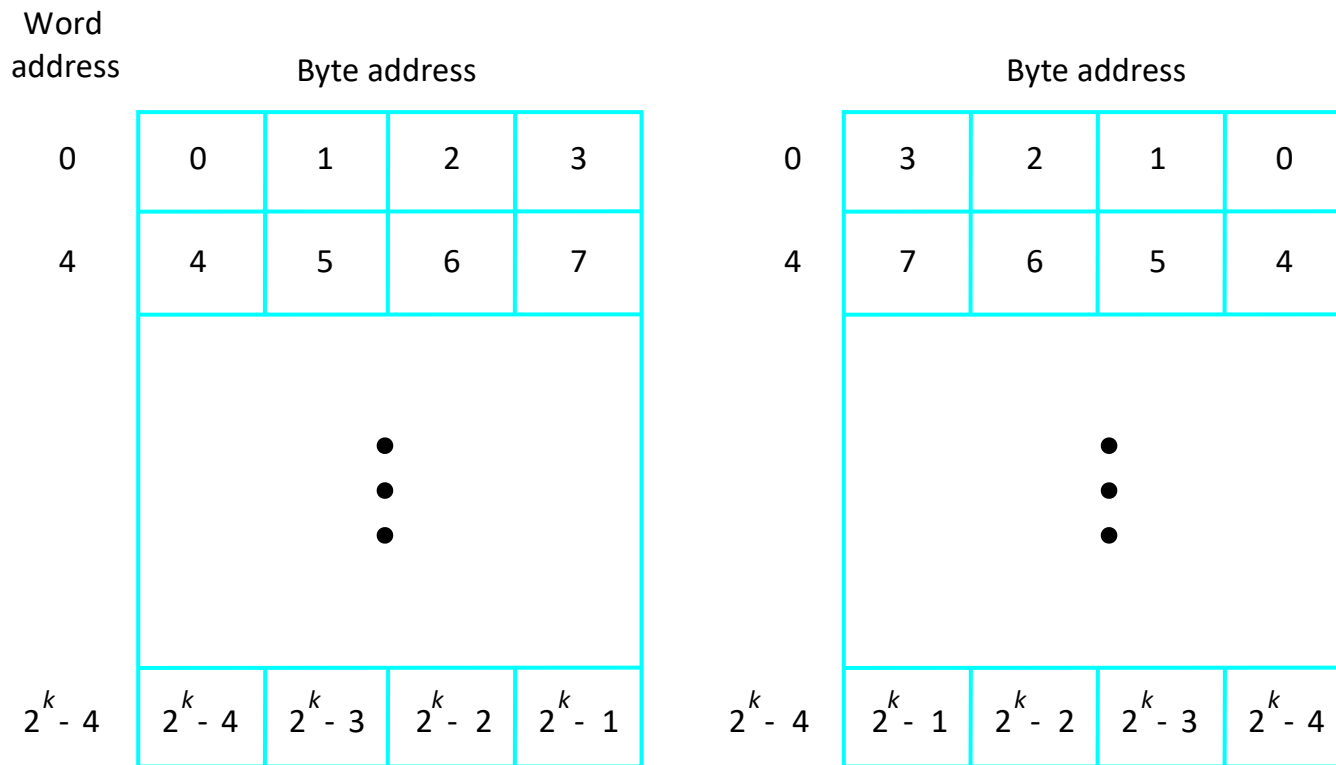 Word
address Byte address Byte address
0 0 1 2 3 0 3 2 1 0
4 4 5 6 7 4 7 6 5 4
2^k - 4 2^k - 4 2^k - 3 2^k - 2 2^k - 1 2^k - 4 2^k - 1 2^k - 2 2^k - 3 2^k - 4